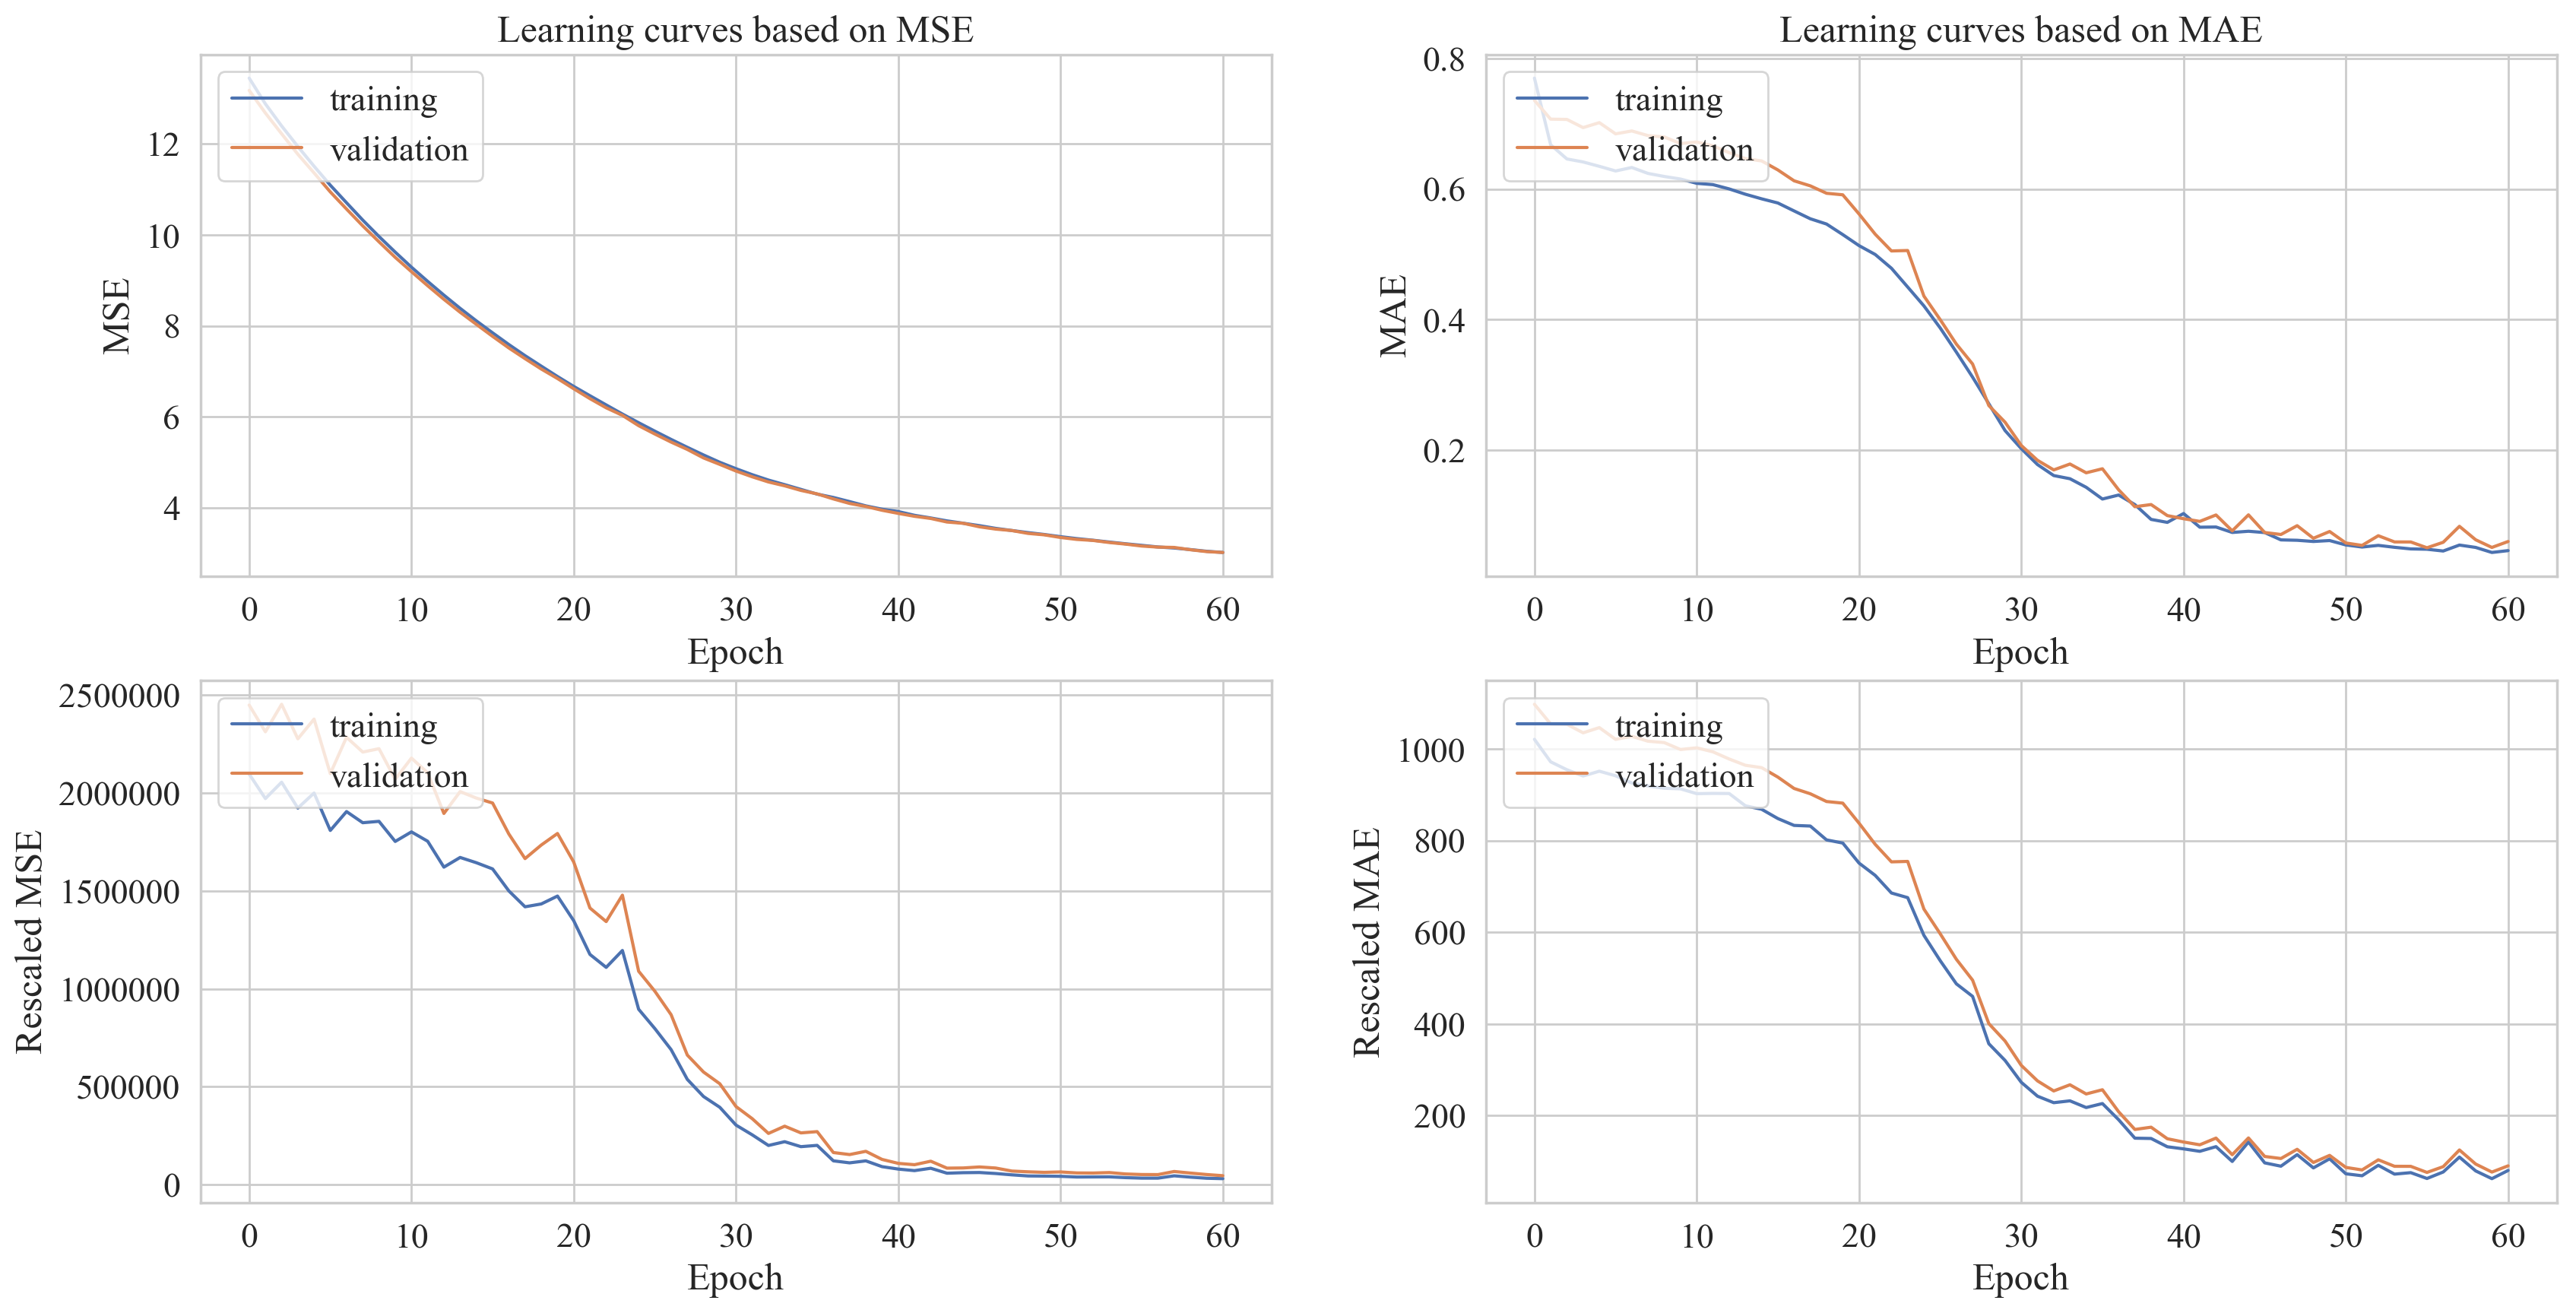 Learning curves based on MSE
MSE
12
10
8
6
4
training
validation
0 10 20 30 40 50 60
Epoch
Learning curves based on MAE
MAE
0.8
0.6
0.4
0.2
training
validation
0 10 20 30 40 50 60
Epoch
Rescaled MSE
2500000
2000000
1500000
1000000
500000
0
training
validation
0 10 20 30 40 50 60
Epoch
Rescaled MAE
1000
800
600
400
200
training
validation
0 10 20 30 40 50 60
Epoch